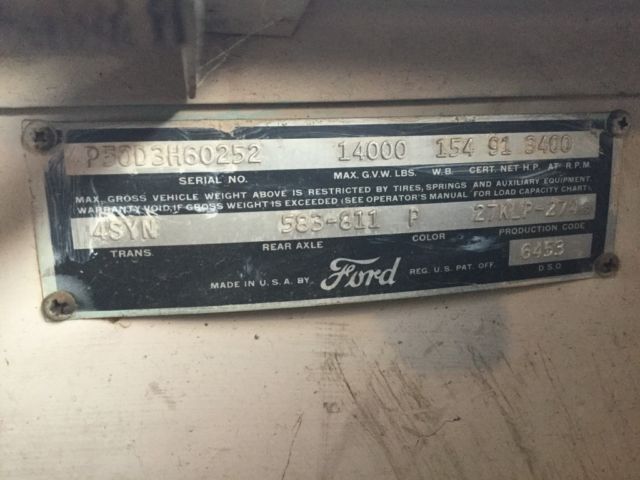 P50D3H60252 14000 154 91 3400
SERIAL NO. MAX. G.V.W. LBS. W.B. CERT. NET H.P. AT R.P.M.
MAX. GROSS VEHICLE WEIGHT ABOVE IS RESTRICTED BY TIRES, SPRINGS AND AUXILIARY EQUIPMENT.
WARRANTY VOID, IF GROSS WEIGHT IS EXCEEDED (SEE OPERATOR'S MANUAL FOR LOAD CAPACITY CHART)
4SYN 583-811 P
TRANS. REAR AXLE COLOR PRODUCTION CODE
6453
MADE IN U.S.A. BY Ford REG. U.S. PAT. OFF. D.S.O.